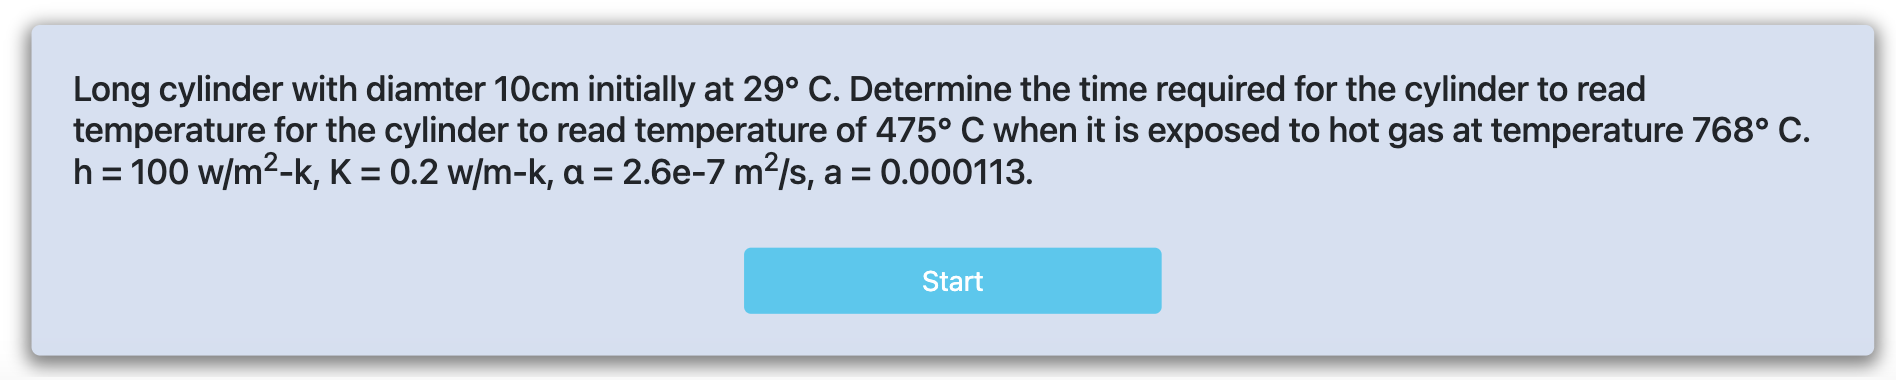 Long cylinder with diamter 10cm initially at 29° C. Determine the time required for the cylinder to read
temperature for the cylinder to read temperature of 475° C when it is exposed to hot gas at temperature 768° C.
h = 100 w/m²-k, K = 0.2 w/m-k, α = 2.6e-7 m²/s, a = 0.000113.
Start